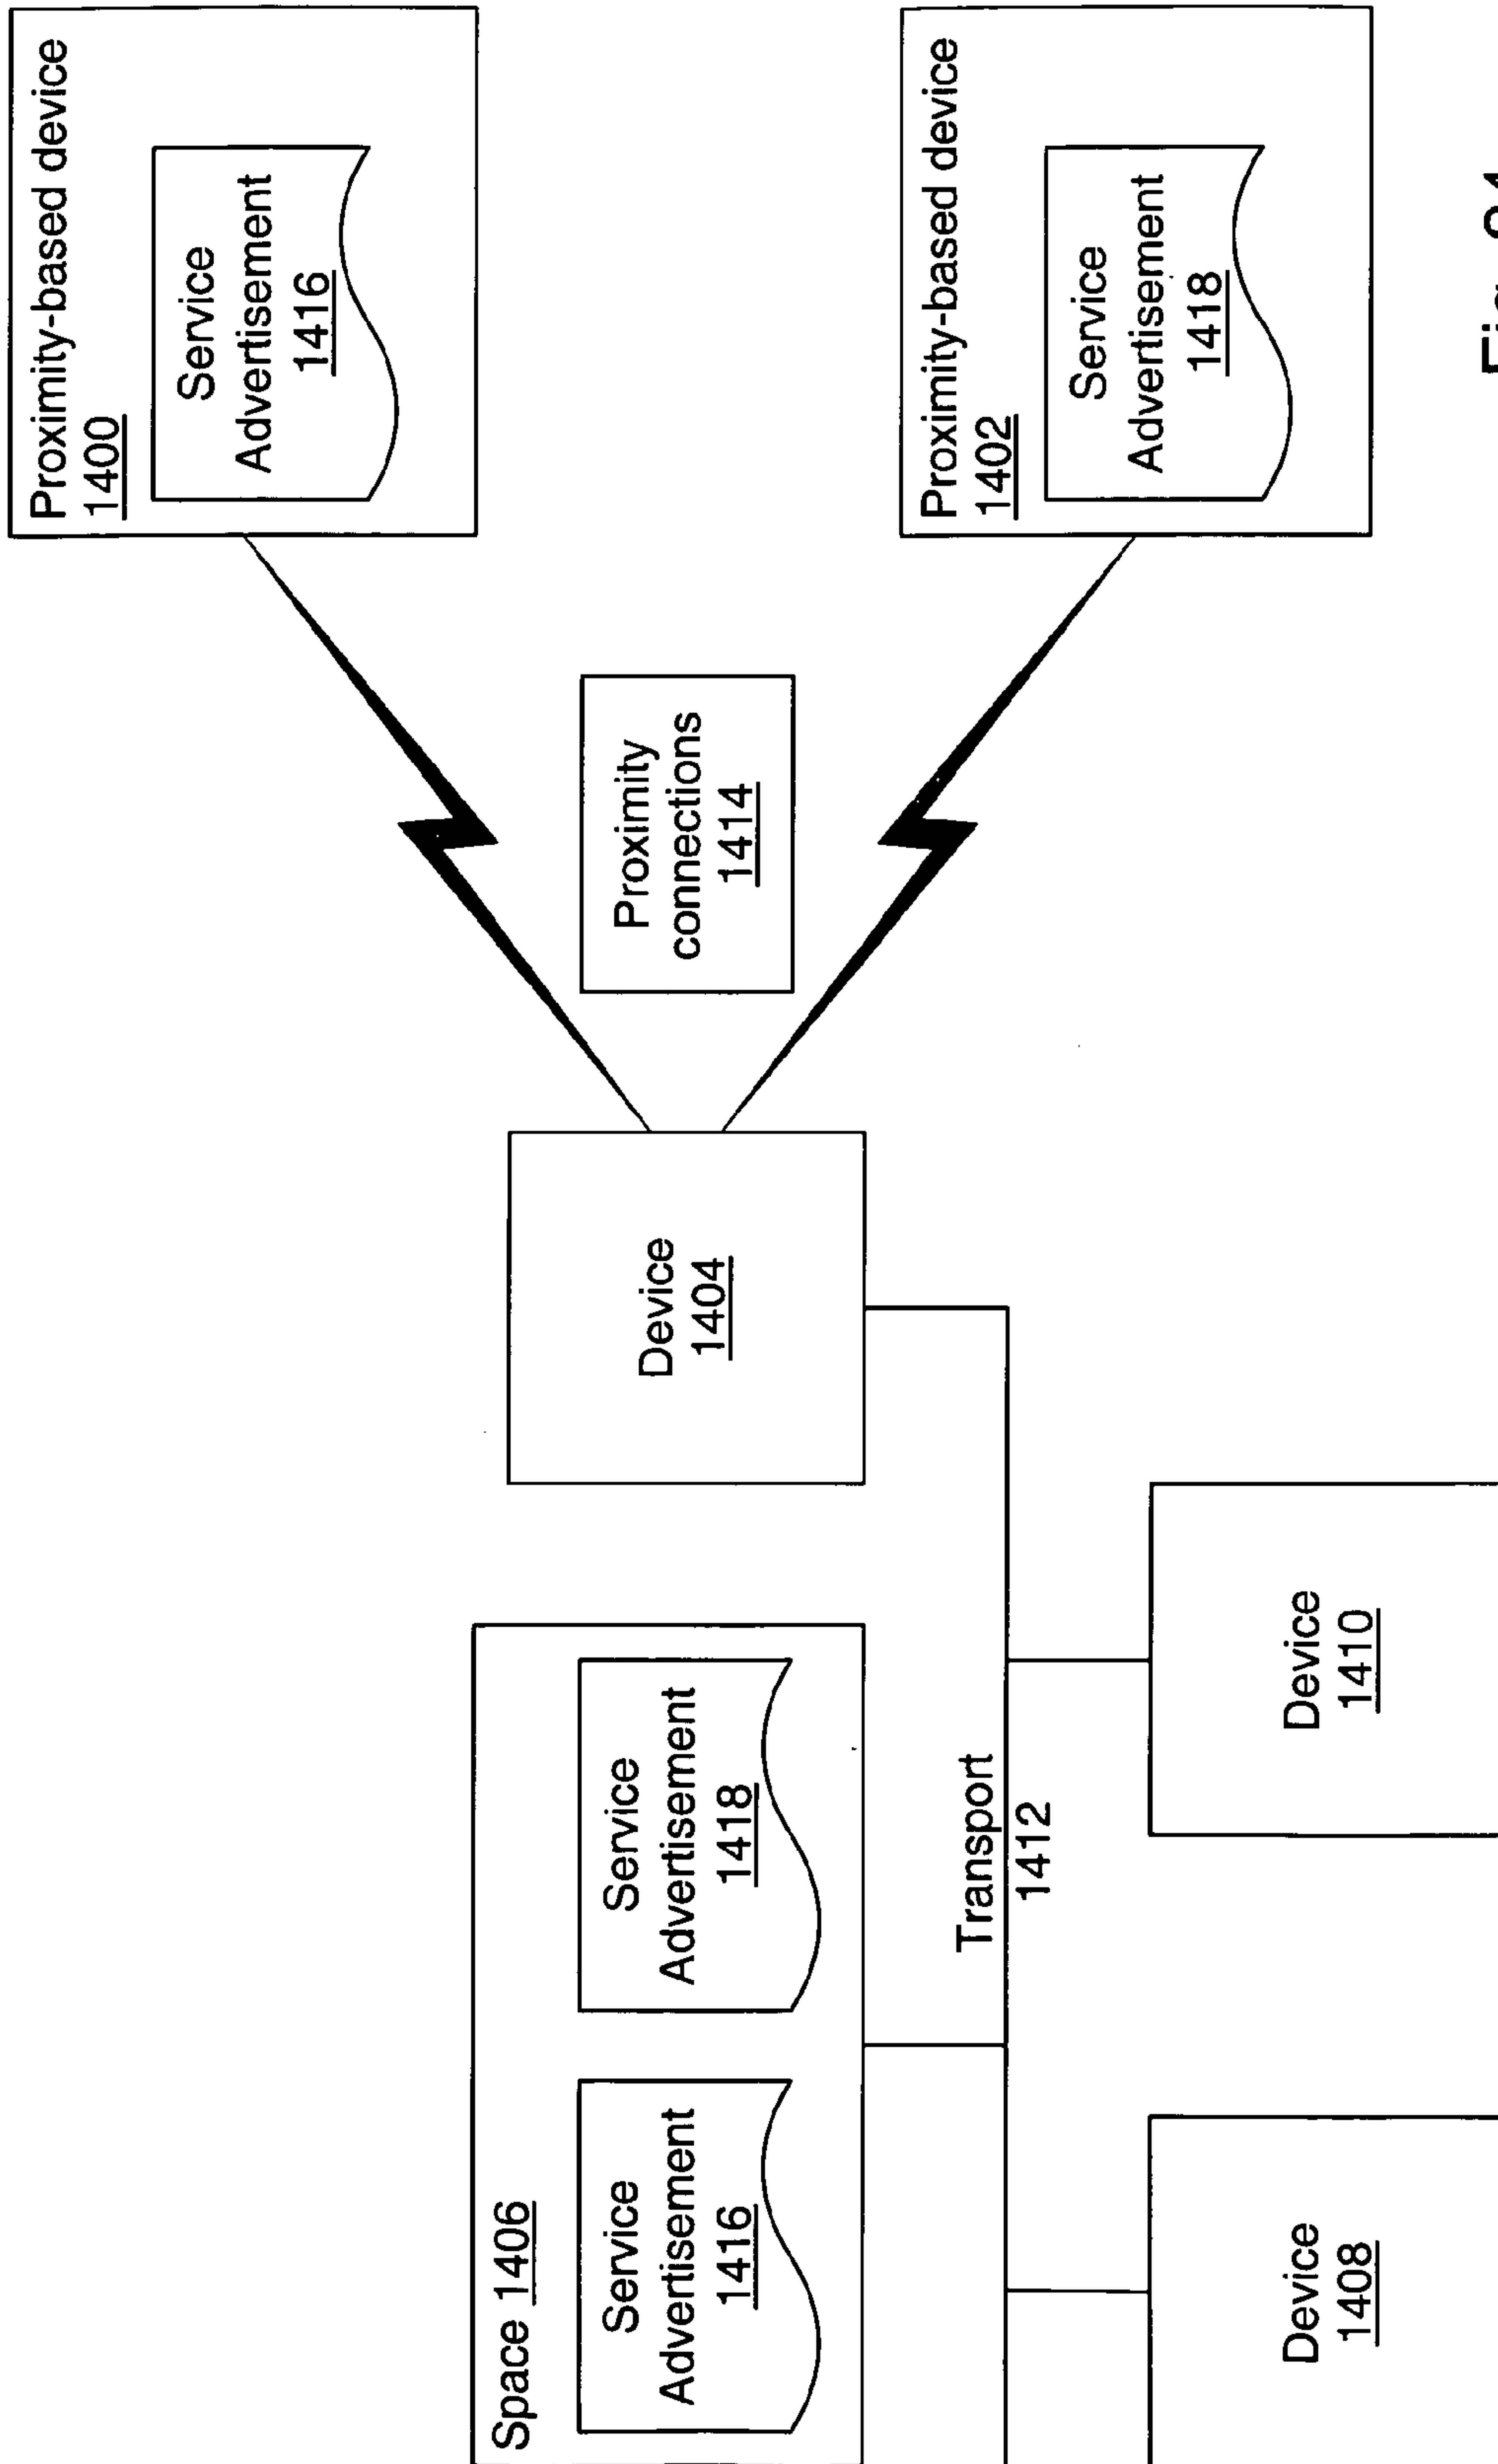 Proximity-based device
1400
Service
Advertisement
1416
Proximity-based device
1402
Service
Advertisement
1418
Proximity
connections
1414
Device
1404
Space 1406
Service
Advertisement
1416
Service
Advertisement
1418
Transport
1412
Device
1408
Device
1410